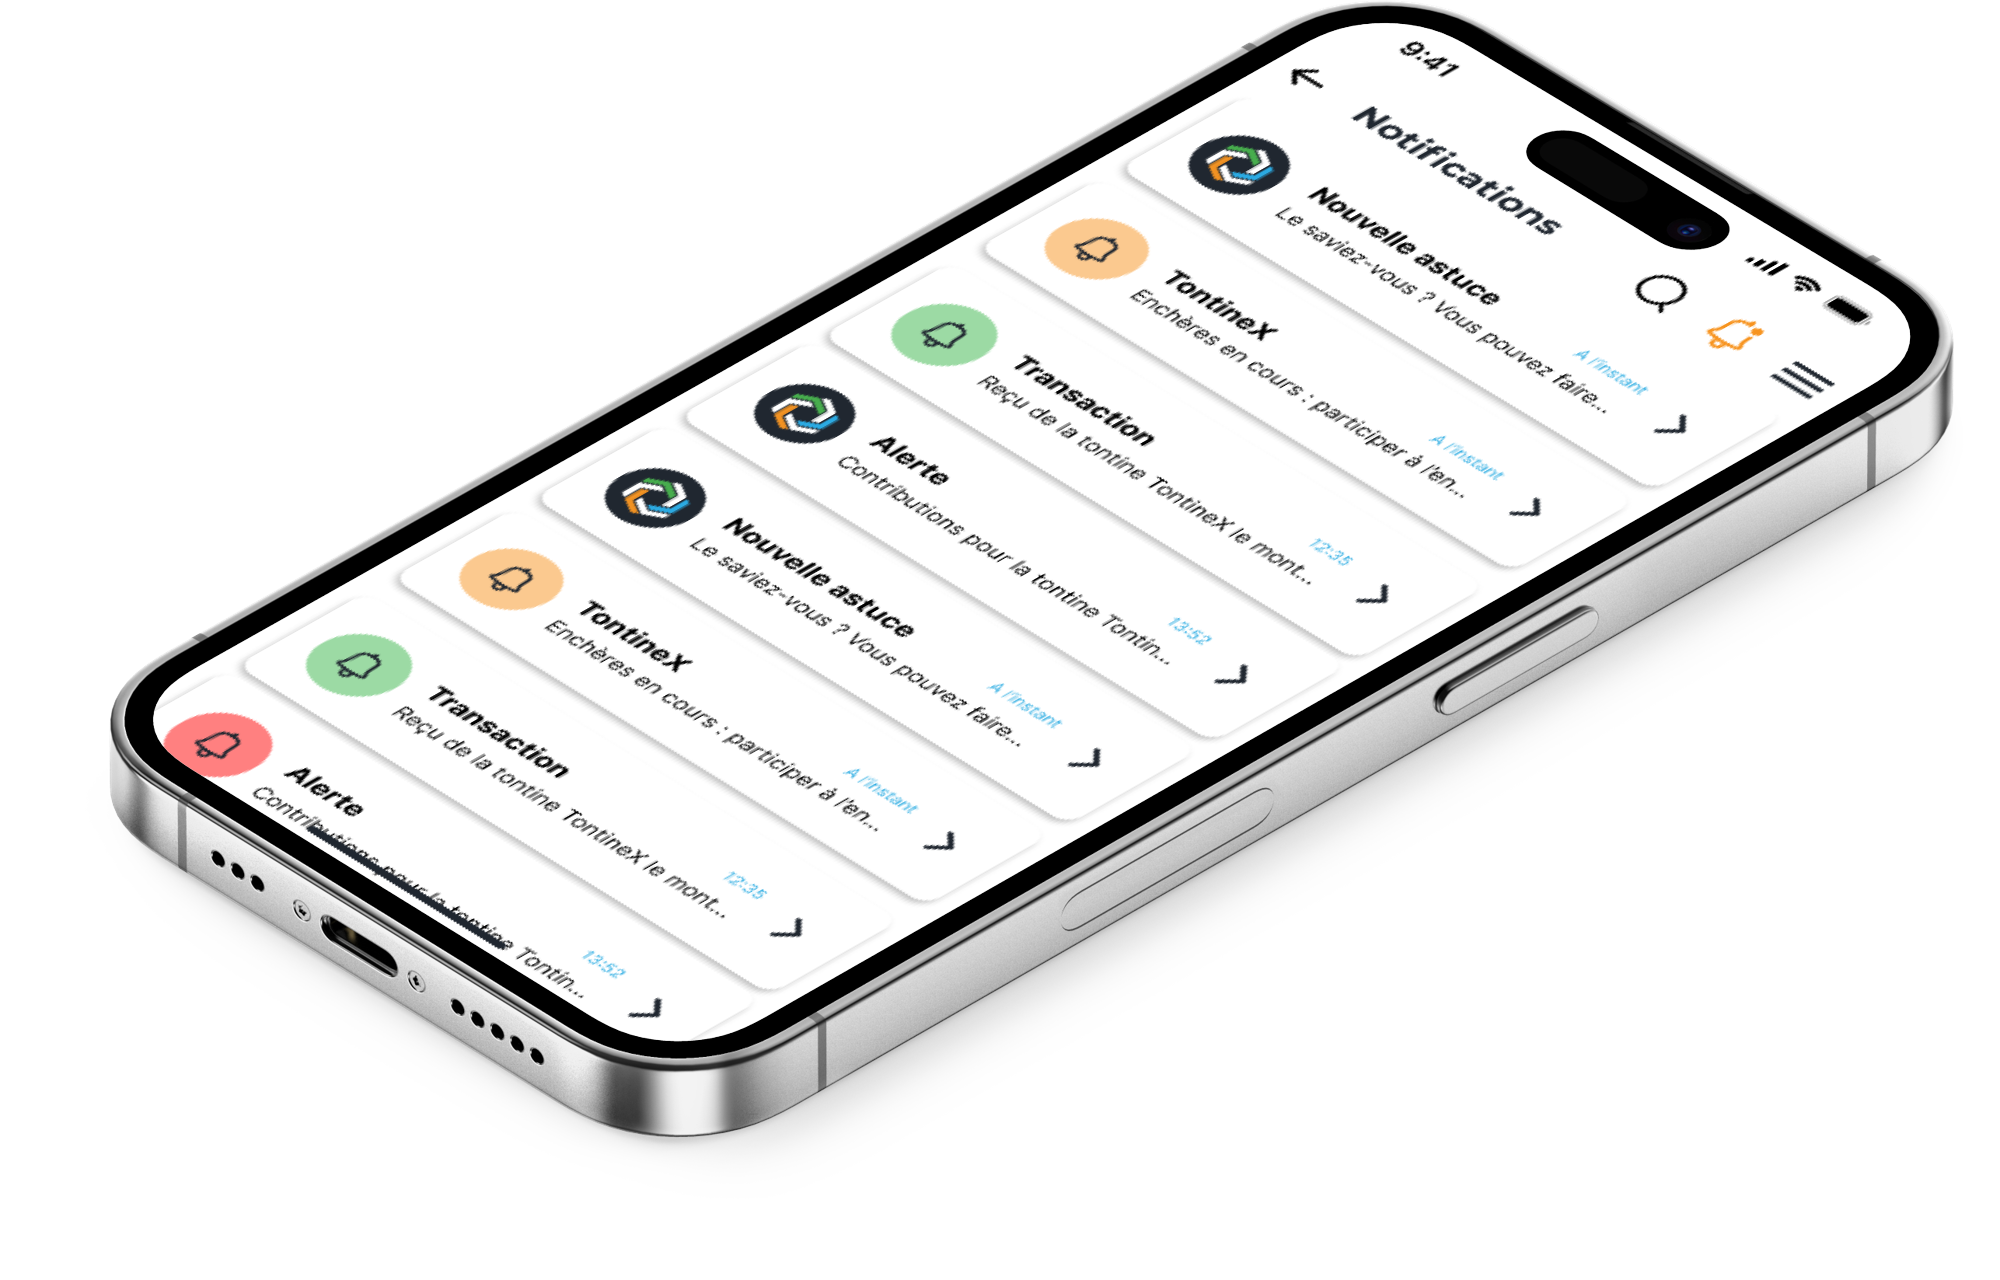 9:41
Notifications
Nouvelle astuce
Le saviez-vous ? Vous pouvez faire...
A l'instant
TontineX
Enchères en cours : participer à l'en...
A l'instant
Transaction
Reçu de la tontine TontineX le mont...
12:35
Alerte
Contributions pour la tontine Tontin...
13:52
Nouvelle astuce
Le saviez-vous ? Vous pouvez faire...
A l'instant
TontineX
Enchères en cours : participer à l'en...
A l'instant
Transaction
Reçu de la tontine TontineX le mont...
12:35
Alerte
Contributions pour la tontine Tontin...
13:52